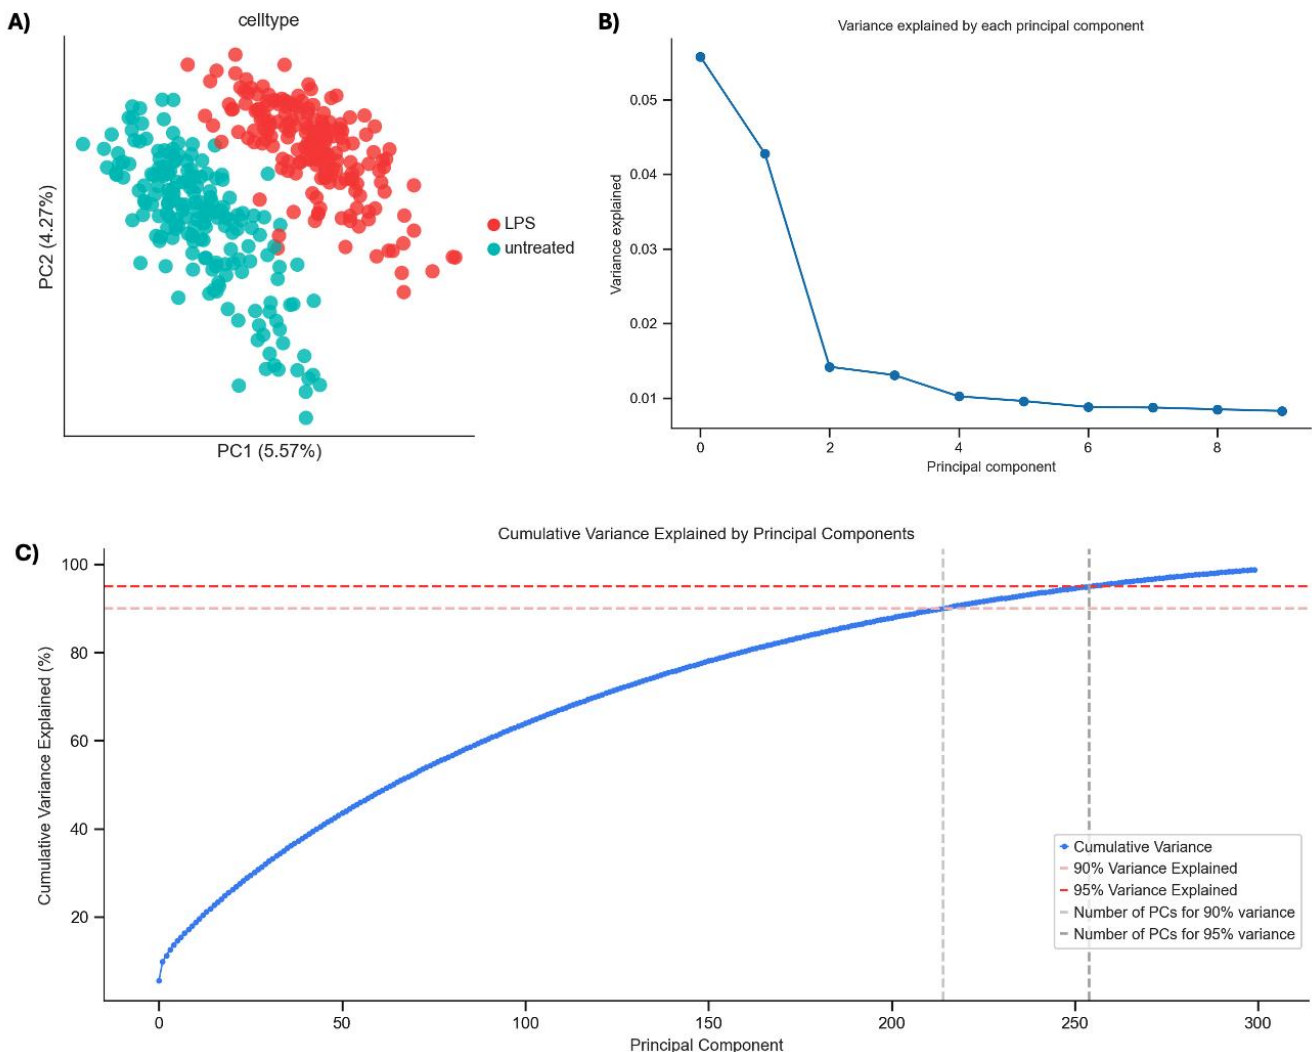 A)
celltype
PC2 (4.27%)
PC1 (5.57%)
LPS
untreated
B)
Variance explained by each principal component
Variance explained
0.05
0.04
0.03
0.02
0.01
0
2
4
6
8
Principal component
C)
Cumulative Variance Explained by Principal Components
Cumulative Variance Explained (%)
100
80
60
40
20
0
50
100
150
200
250
300
Principal Component
Cumulative Variance
90% Variance Explained
95% Variance Explained
Number of PCs for 90% variance
Number of PCs for 95% variance